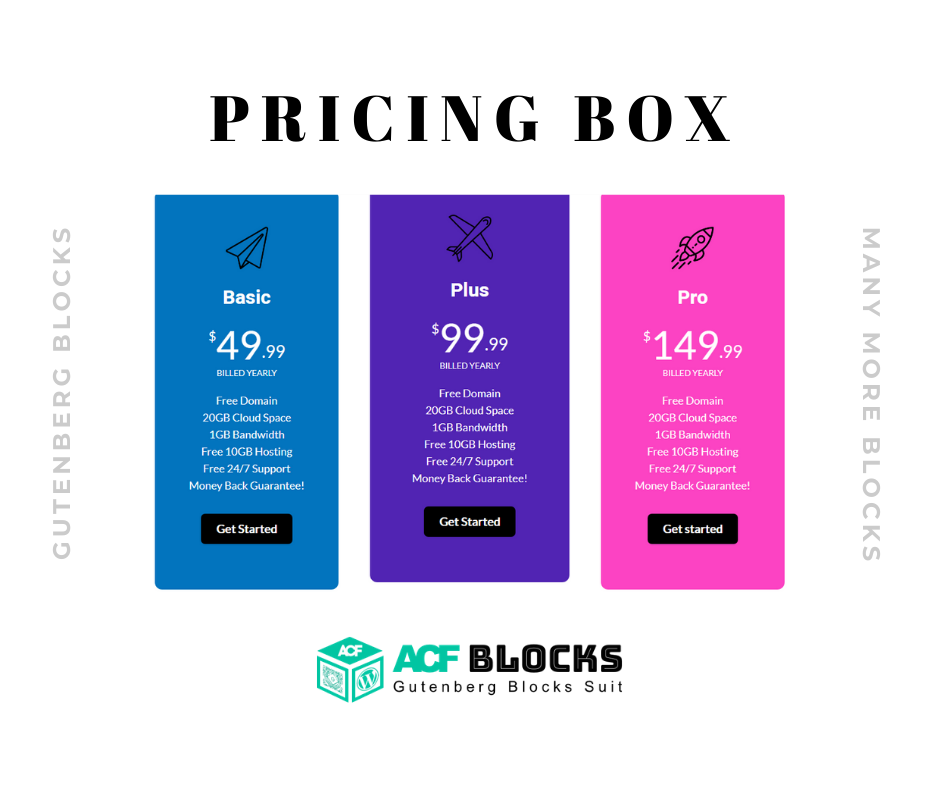 PRICING BOX
GUTENBERG BLOCKS
Basic
$49.99
BILLED YEARLY
Free Domain
20GB Cloud Space
1GB Bandwidth
Free 10GB Hosting
Free 24/7 Support
Money Back Guarantee!
Get Started
Plus
$99.99
BILLED YEARLY
Free Domain
20GB Cloud Space
1GB Bandwidth
Free 10GB Hosting
Free 24/7 Support
Money Back Guarantee!
Get Started
Pro
$149.99
BILLED YEARLY
Free Domain
20GB Cloud Space
1GB Bandwidth
Free 10GB Hosting
Free 24/7 Support
Money Back Guarantee!
Get started
MANY MORE BLOCKS
ACF
ACF BLOCKS
Gutenberg Blocks Suit